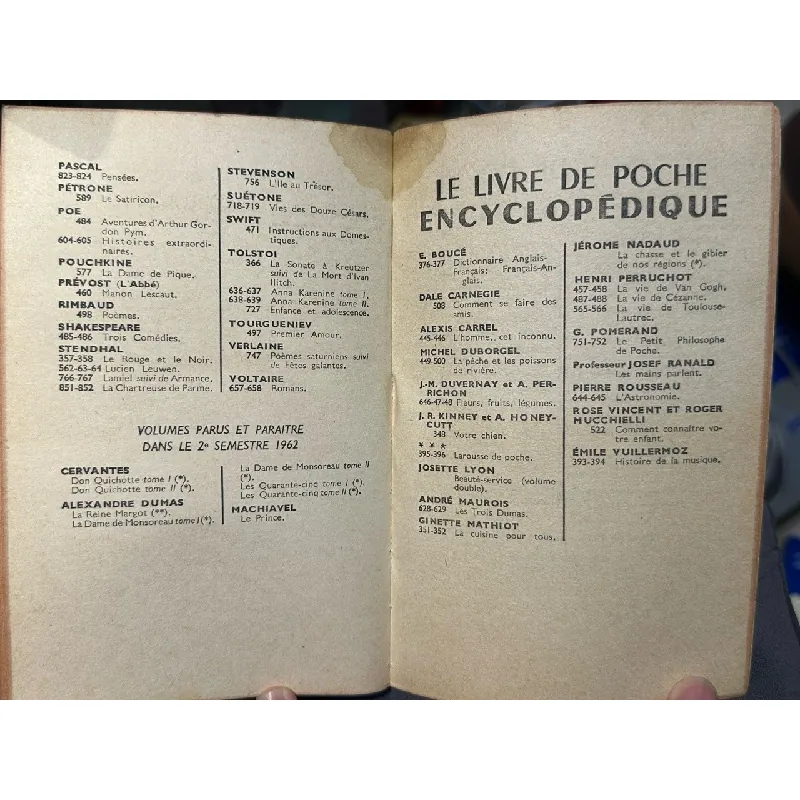 PASCAL
823-824 Pensées.
PÉTRONE
589 Le Satiricon.
POE
484 Aventures d'Arthur Gor-
don Pym.
604-605 Histoires extraordi-
naires.
POUCHKINE
577 La Dame de Pique.
PRÉVOST (L'Abbé)
460 Manon Lescaut.
RIMBAUD
498 Poèmes.
SHAKESPEARE
485-486 Trois Comédies.
STENDHAL
357-358 Le Rouge et le Noir.
562-63-64 Lucien Leuwen.
766-767 Lamiel suivi de Armance.
851-852 La Chartreuse de Parme.
STEVENSON
756 L'Ile au Trésor.
SUÉTONE
718-719 Vies des Douze Césars.
SWIFT
471 Instructions aux Domes-
tiques.
TOLSTOI
366 La Sonate à Kreutzer
suivi de La Mort d'Ivan
Ilitch.
636-637 Anna Karénine tome I.
638-639 Anna Karénine tome II.
727 Enfance et adolescence.
TOURGUENIEV
497 Premier Amour.
VERLAINE
747 Poèmes saturniens suivi
de Fêtes galantes.
VOLTAIRE
657-658 Romans.
VOLUMES PARUS ET PARAITRE
DANS LE 2e SEMESTRE 1962
CERVANTES
Don Quichotte tome I (*).
Don Quichotte tome II (*).
ALEXANDRE DUMAS
La Reine Margot (**).
La Dame de Monsoreau tome I (*).
La Dame de Monsoreau tome II
(*).
Les Quarante-cinq tome I (*).
Les Quarante-cinq tome II (*).
MACHIAVEL
Le Prince.
LE LIVRE DE POCHE
ENCYCLOPÉDIQUE
E. BOUCÉ
376-377 Dictionnaire Anglais-
Français; Français-An-
glais.
DALE CARNEGIE
508 Comment se faire des
amis.
ALEXIS CARREL
445-446 L'homme, cet inconnu.
MICHEL DUBORGEL
449-500 La pêche et les poissons
de rivière.
J.-M. DUVERNAY et A. PER-
RICHON
646-47-48 Fleurs, fruits, légumes.
J. R. KINNEY et A. HONEY-
CUTT
348 Votre chien.
* * *
395-396 Larousse de poche.
JOSETTE LYON
Beauté-service (volume
double).
ANDRÉ MAUROIS
628-629 Les Trois Dumas.
GINETTE MATHIOT
351-352 La cuisine pour tous.
JÉROME NADAUD
La chasse et le gibier
de nos régions (*).
HENRI PERRUCHOT
457-458 La vie de Van Gogh.
487-488 La vie de Cézanne.
565-566 La vie de Toulouse-
Lautrec.
G. POMERAND
751-752 Le Petit Philosophe
de Poche.
Professeur JOSEF RANALD
Les mains parlent.
PIERRE ROUSSEAU
644-645 L'Astronomie.
ROSE VINCENT ET ROGER
MUCCHIELLI
522 Comment connaître vo-
tre enfant.
ÉMILE VUILLERMOZ
393-394 Histoire de la musique.